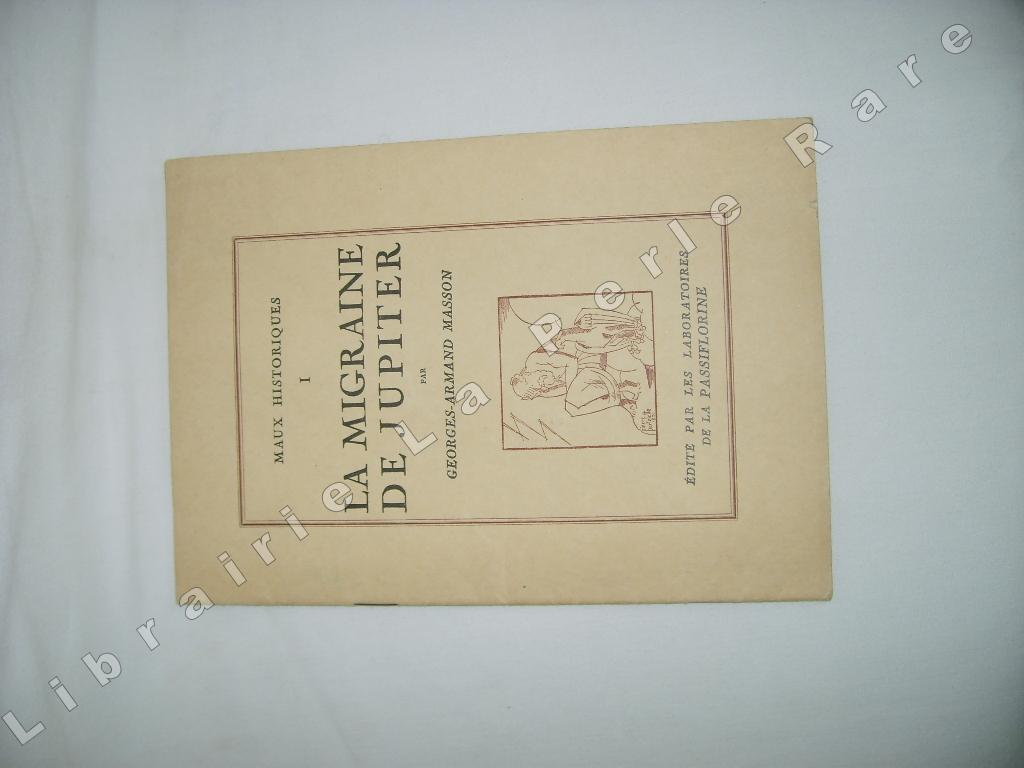 MAUX HISTORIQUES
I
LA MIGRAINE
DE JUPITER
PAR
GEORGES-ARMAND MASSON
ÉDITÉ PAR LES LABORATOIRES
DE LA PASSIFLORINE
Librairie La Perle Rare